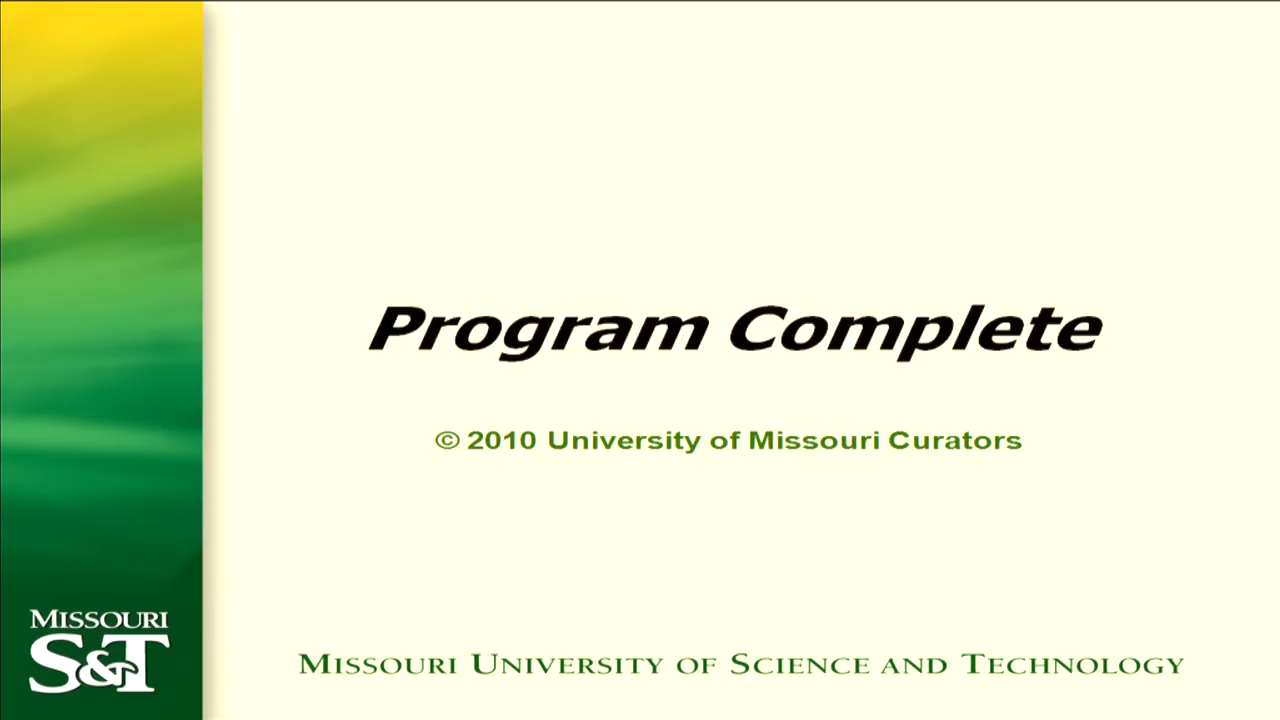 Program Complete
© 2010 University of Missouri Curators
MISSOURI
S&T
MISSOURI UNIVERSITY OF SCIENCE AND TECHNOLOGY